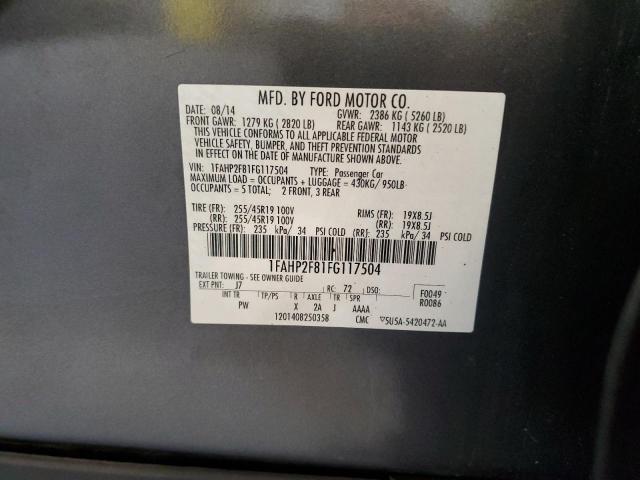 MFD. BY FORD MOTOR CO.
DATE: 08/14 GVWR: 2386 KG ( 5260 LB)
FRONT GAWR: 1279 KG ( 2820 LB) REAR GAWR: 1143 KG ( 2520 LB)
THIS VEHICLE CONFORMS TO ALL APPLICABLE FEDERAL MOTOR
VEHICLE SAFETY, BUMPER, AND THEFT PREVENTION STANDARDS
IN EFFECT ON THE DATE OF MANUFACTURE SHOWN ABOVE.
VIN: 1FAHP2F81FG117504 TYPE: Passenger Car
MAXIMUM LOAD = OCCUPANTS + LUGGAGE = 430KG/ 950LB
OCCUPANTS = 5 TOTAL; 2 FRONT, 3 REAR
TIRE (FR): 255/45R19 100V RIMS (FR): 19X8.5J
(RR): 255/45R19 100V (RR): 19X8.5J
PRESSURE (FR): 235 kPa/ 34 PSI COLD (RR): 235 kPa/ 34 PSI COLD
1FAHP2F81FG117504
TRAILER TOWING - SEE OWNER GUIDE
EXT PNT: J7 RC: 72 DSO: F0049
INT TR TP/PS R AXLE TR SPR R0086
PW X 2A J AAAA
1201408250358 CMC ▽5U5A-5420472-AA